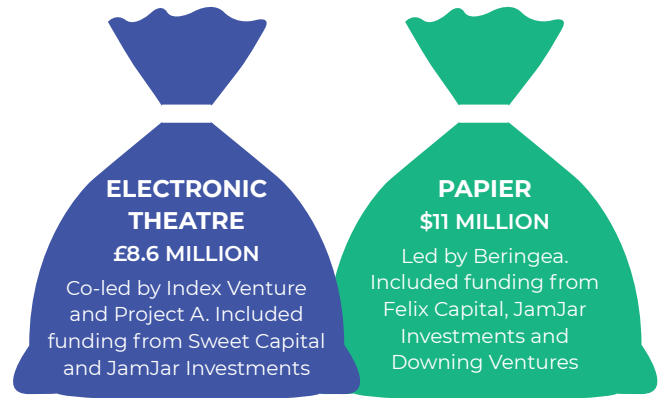 ELECTRONIC
THEATRE
£8.6 MILLION
Co-led by Index Venture
and Project A. Included
funding from Sweet Capital
and JamJar Investments
PAPIER
$11 MILLION
Led by Beringea.
Included funding from
Felix Capital, JamJar
Investments and
Downing Ventures